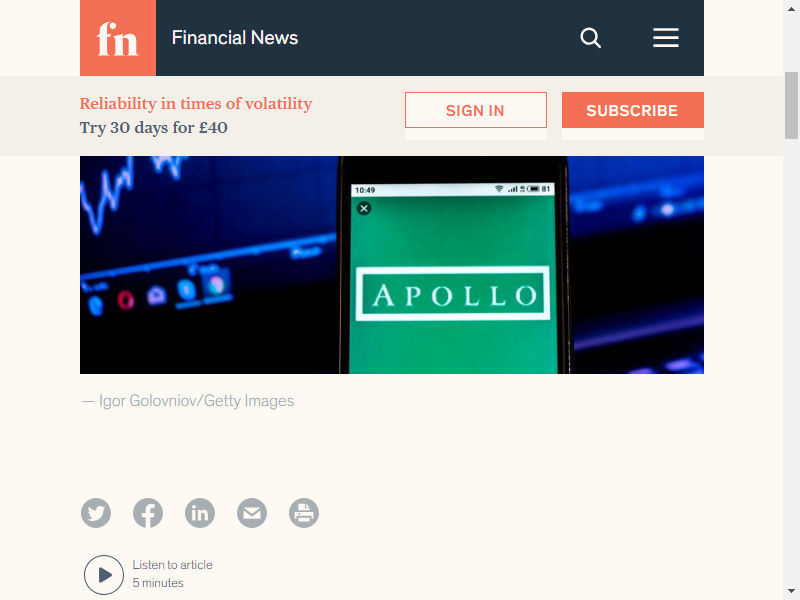 fn
Financial News
Reliability in times of volatility
Try 30 days for £40
SIGN IN
SUBSCRIBE
10:49
81
APOLLO
— Igor Golovniov/Getty Images
in
Listen to article
5 minutes